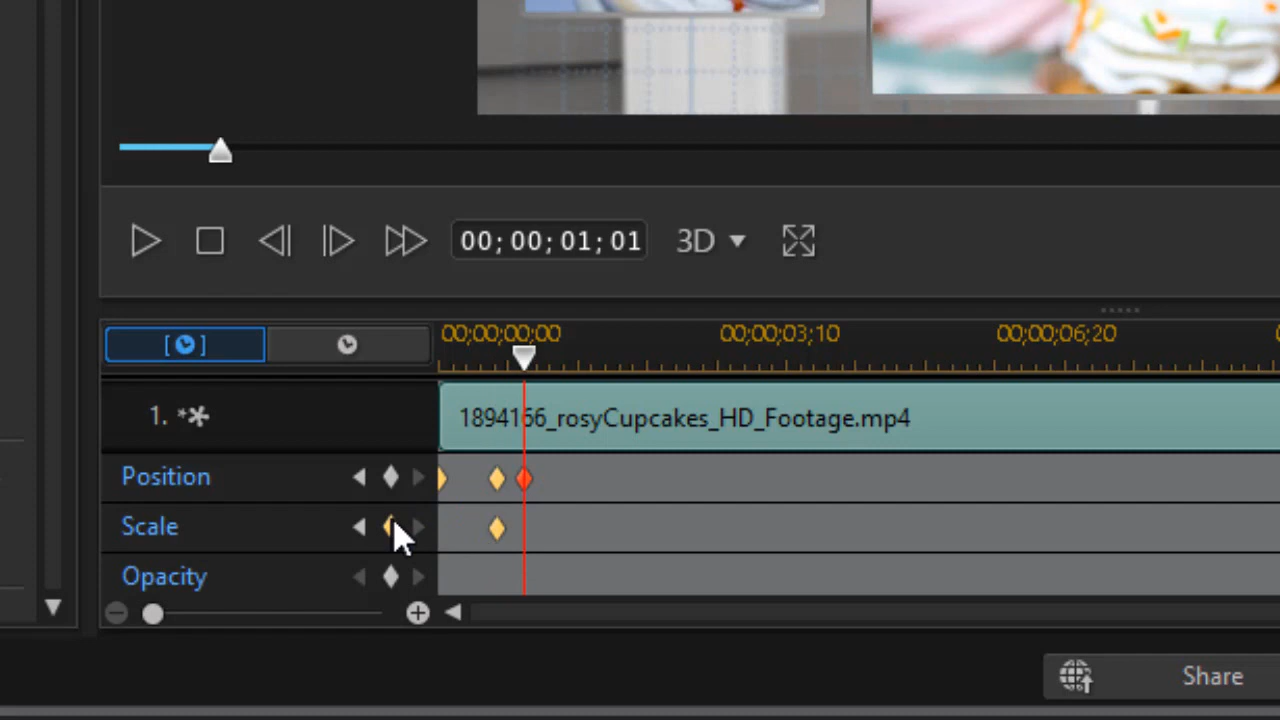 00;00;01;01 3D
00;00;00;00 00;00;03;10 00;00;06;20
1. 1894166_rosyCupcakes_HD_Footage.mp4
Position
Scale
Opacity
Share